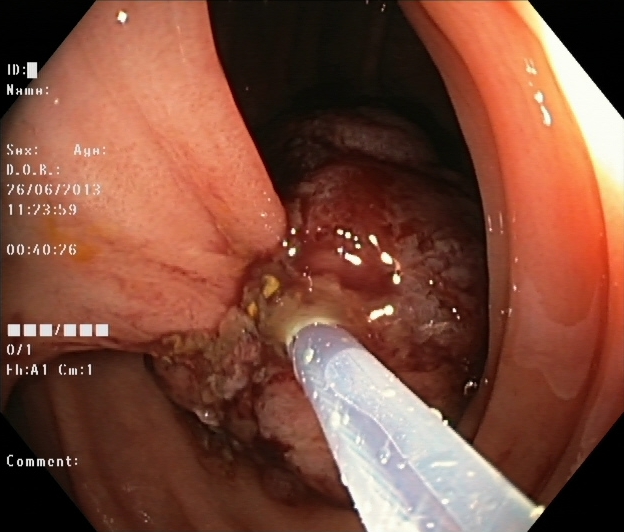 ID:
Name:
Sex: Age:
D.O.B.:
26/06/2013
11:23:59
00:40:26
■■■/■■■
0/1
Eh:A1 Cm:1
Comment: